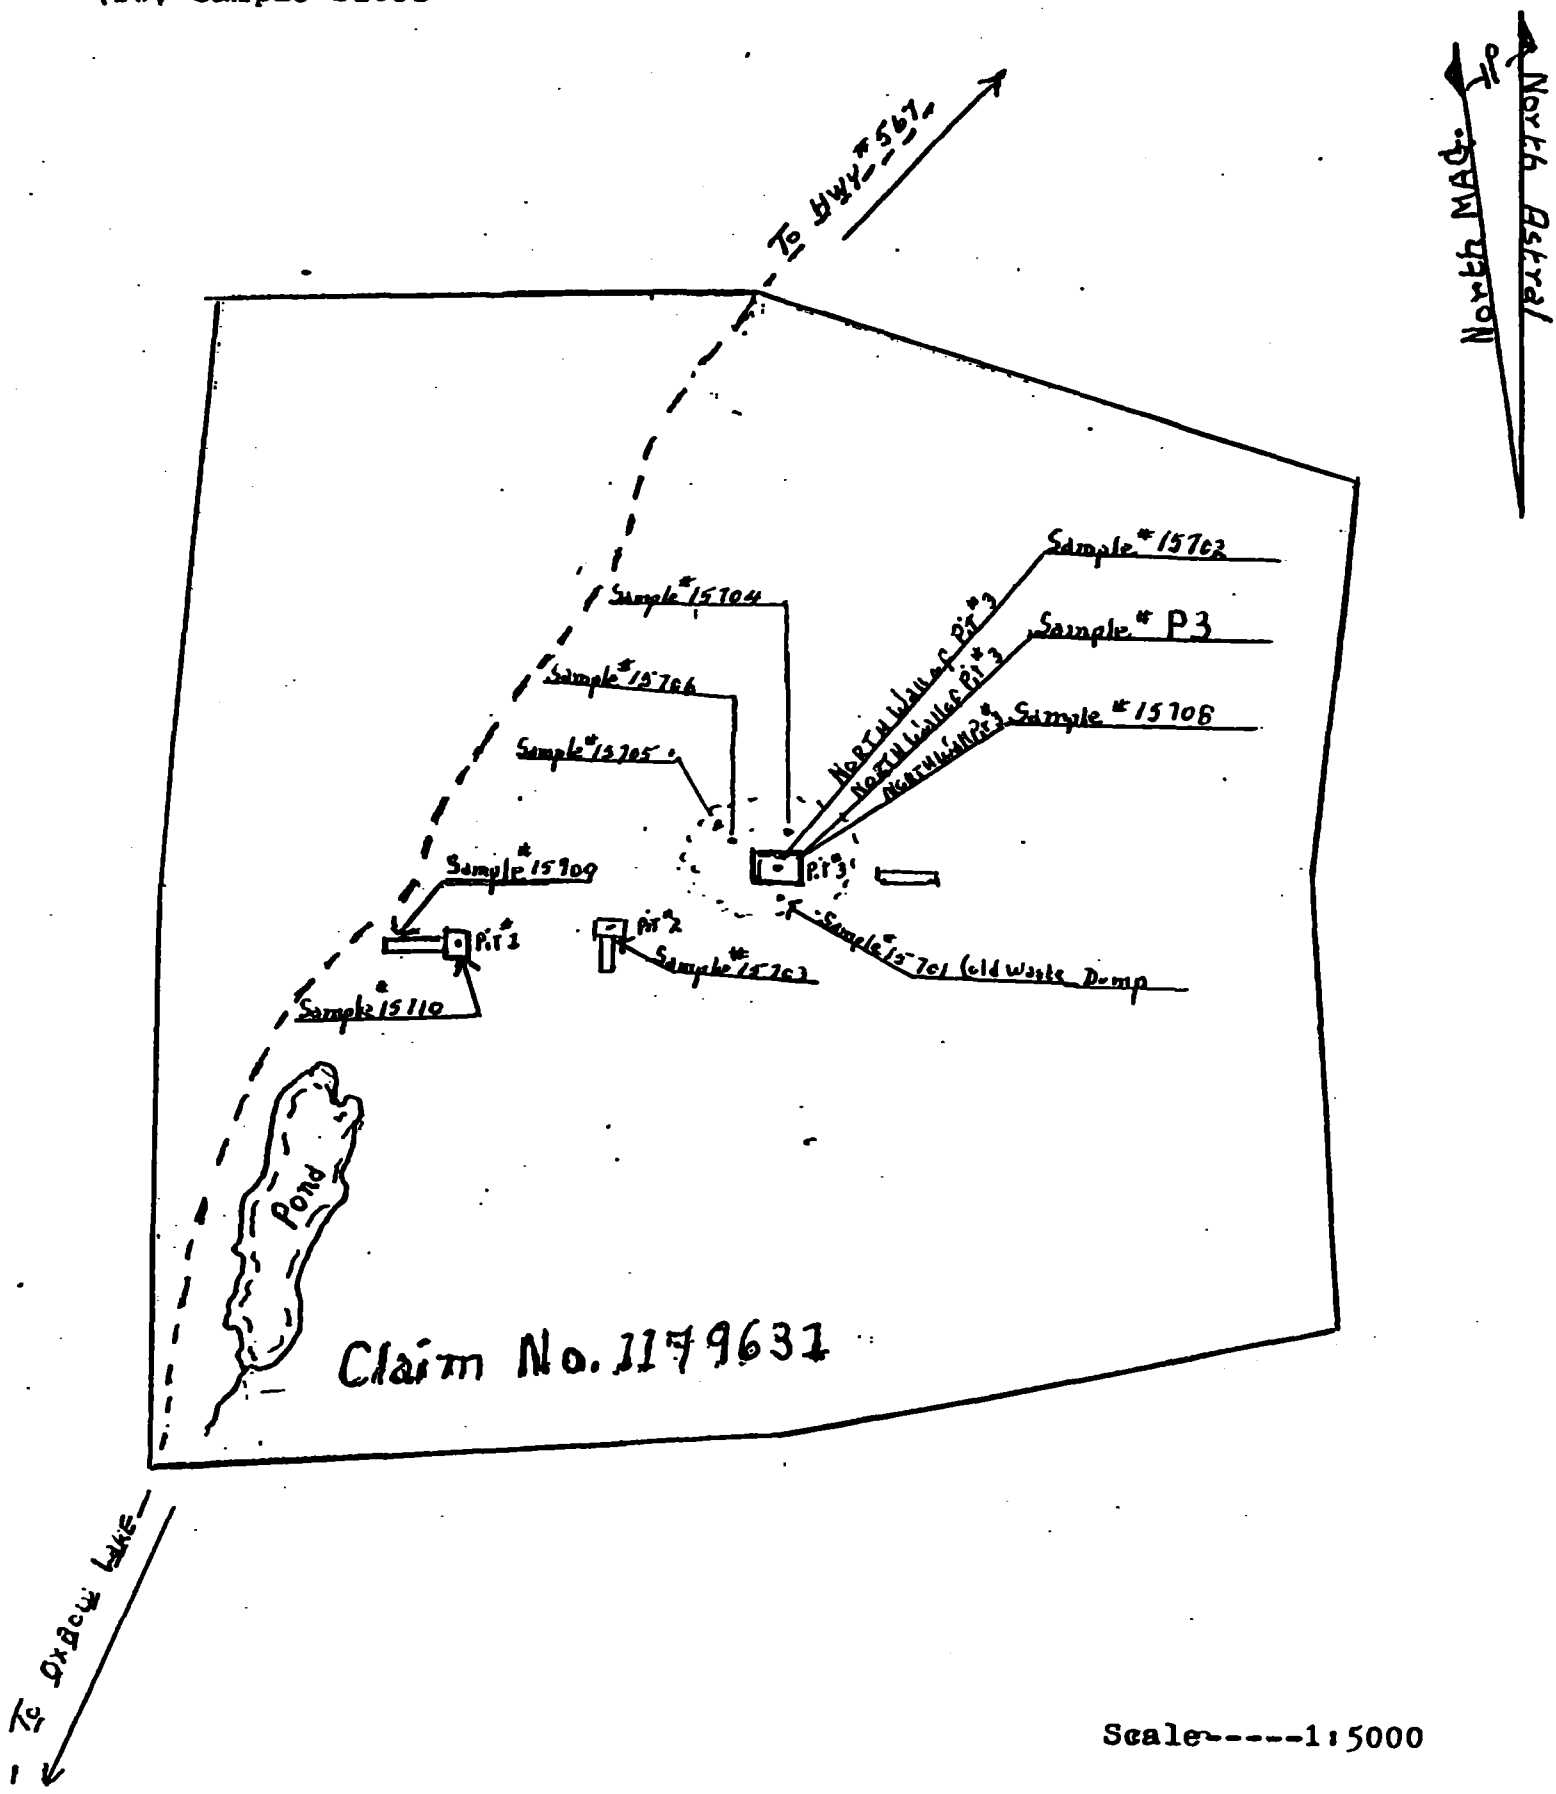 North Astral
North MAG.
To HWY # 567
Sample # 15702
Sample # 15704
Sample # P3
NORTH Wall of Pit # 3
NORTH Wall of Pit # 3
NORTH Wall Pit # 3
Sample # 15706
Sample # 15708
Sample # 15705
Sample # 15709
Pit # 3
Pit # 2
Pit # 1
Sample # 15701 (old Waste Dump
Sample # 15703
Sample # 15710
Pond
Claim No. 1179631
To OXBOW LAKE
Scale-----1:5000